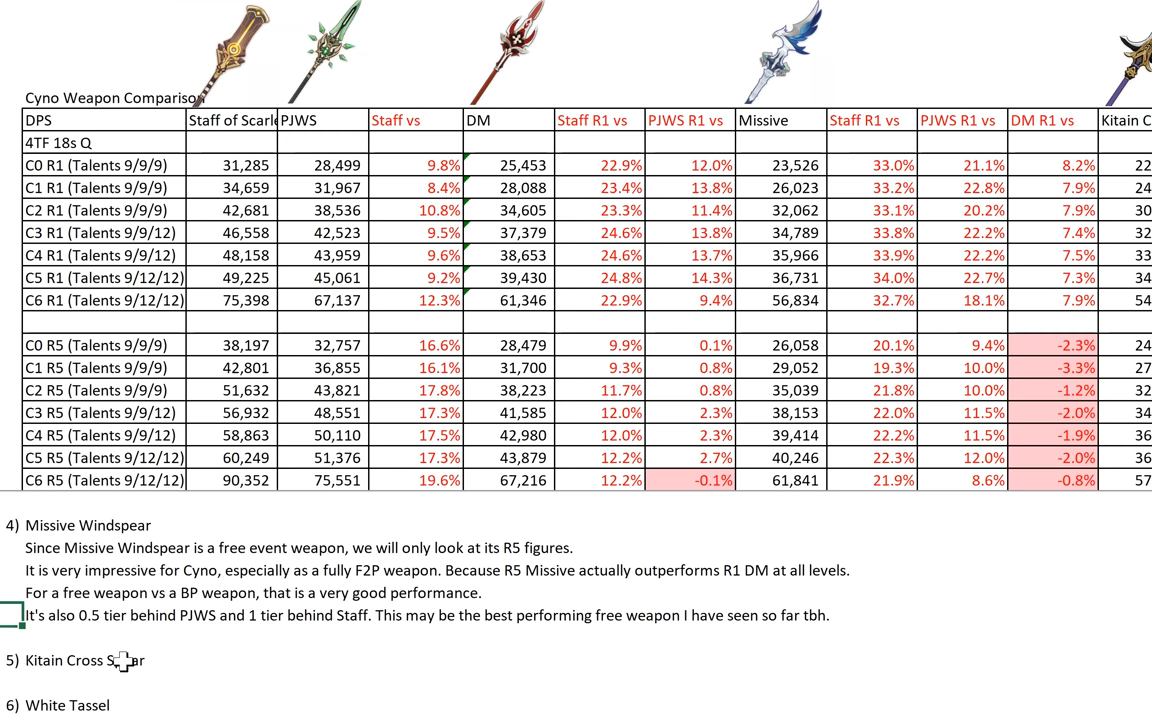 Cyno Weapon Comparison
DPS Staff of Scarle PJWS Staff vs DM Staff R1 vs PJWS R1 vs Missive Staff R1 vs PJWS R1 vs DM R1 vs Kitain C
4TF 18s Q
C0 R1 (Talents 9/9/9) 31,285 28,499 9.8% 25,453 22.9% 12.0% 23,526 33.0% 21.1% 8.2% 22
C1 R1 (Talents 9/9/9) 34,659 31,967 8.4% 28,088 23.4% 13.8% 26,023 33.2% 22.8% 7.9% 24
C2 R1 (Talents 9/9/9) 42,681 38,536 10.8% 34,605 23.3% 11.4% 32,062 33.1% 20.2% 7.9% 30
C3 R1 (Talents 9/9/12) 46,558 42,523 9.5% 37,379 24.6% 13.8% 34,789 33.8% 22.2% 7.4% 32
C4 R1 (Talents 9/9/12) 48,158 43,959 9.6% 38,653 24.6% 13.7% 35,966 33.9% 22.2% 7.5% 33
C5 R1 (Talents 9/12/12) 49,225 45,061 9.2% 39,430 24.8% 14.3% 36,731 34.0% 22.7% 7.3% 34
C6 R1 (Talents 9/12/12) 75,398 67,137 12.3% 61,346 22.9% 9.4% 56,834 32.7% 18.1% 7.9% 54
C0 R5 (Talents 9/9/9) 38,197 32,757 16.6% 28,479 9.9% 0.1% 26,058 20.1% 9.4% -2.3% 24
C1 R5 (Talents 9/9/9) 42,801 36,855 16.1% 31,700 9.3% 0.8% 29,052 19.3% 10.0% -3.3% 27
C2 R5 (Talents 9/9/9) 51,632 43,821 17.8% 38,223 11.7% 0.8% 35,039 21.8% 10.0% -1.2% 32
C3 R5 (Talents 9/9/12) 56,932 48,551 17.3% 41,585 12.0% 2.3% 38,153 22.0% 11.5% -2.0% 34
C4 R5 (Talents 9/9/12) 58,863 50,110 17.5% 42,980 12.0% 2.3% 39,414 22.2% 11.5% -1.9% 36
C5 R5 (Talents 9/12/12) 60,249 51,376 17.3% 43,879 12.2% 2.7% 40,246 22.3% 12.0% -2.0% 36
C6 R5 (Talents 9/12/12) 90,352 75,551 19.6% 67,216 12.2% -0.1% 61,841 21.9% 8.6% -0.8% 57
4) Missive Windspear
Since Missive Windspear is a free event weapon, we will only look at its R5 figures.
It is very impressive for Cyno, especially as a fully F2P weapon. Because R5 Missive actually outperforms R1 DM at all levels.
For a free weapon vs a BP weapon, that is a very good performance.
It's also 0.5 tier behind PJWS and 1 tier behind Staff. This may be the best performing free weapon I have seen so far tbh.
5) Kitain Cross Spear
6) White Tassel